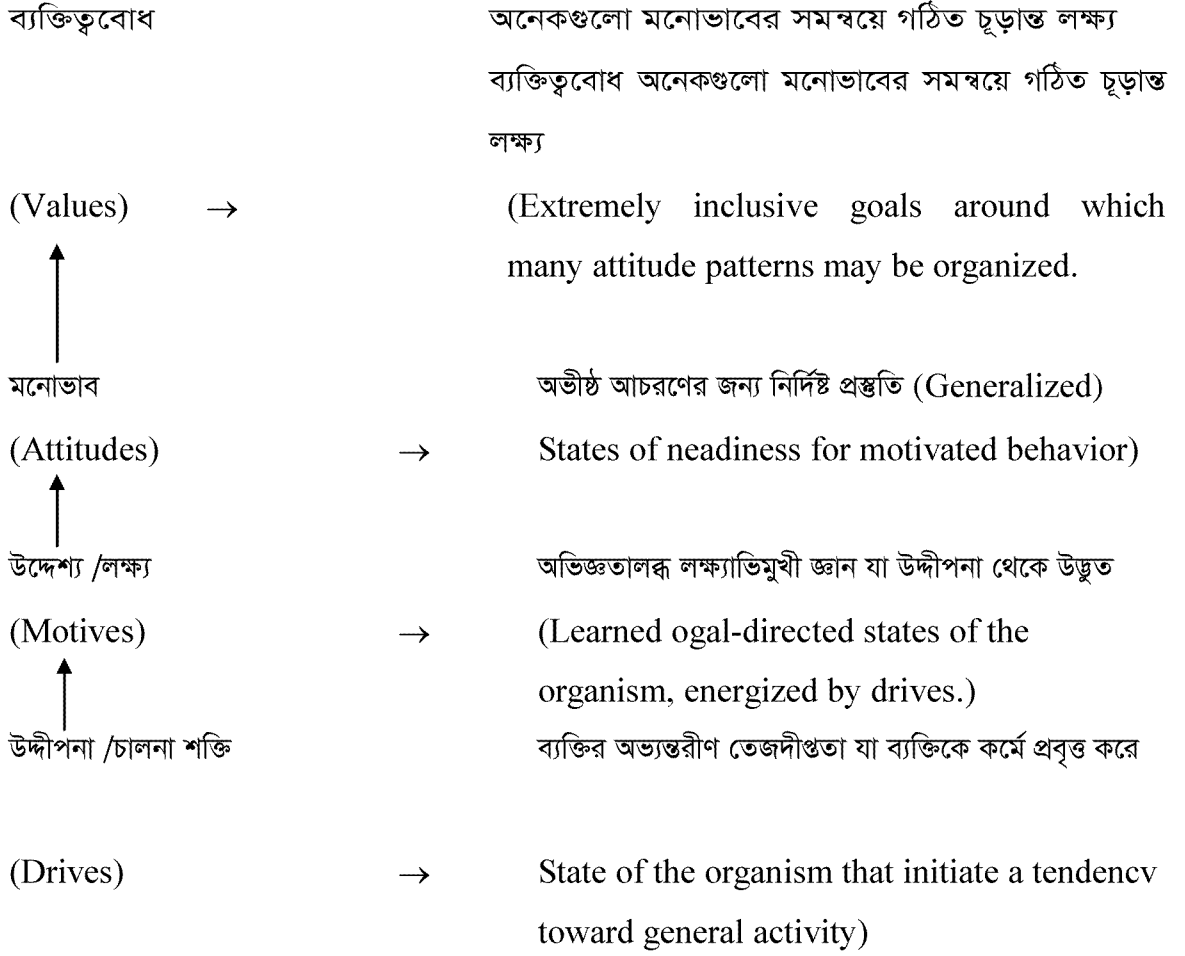 ব্যক্তিত্ববোধ অনেকগুলো মনোভাবের সমন্বয়ে গঠিত চূড়ান্ত লক্ষ্য
ব্যক্তিত্ববোধ অনেকগুলো মনোভাবের সমন্বয়ে গঠিত চূড়ান্ত
লক্ষ্য
(Values) → (Extremely inclusive goals around which
many attitude patterns may be organized.
মনোভাব অভীষ্ঠ আচরণের জন্য নির্দিষ্ট প্রস্তুতি (Generalized)
(Attitudes) → States of neadiness for motivated behavior)
উদ্দেশ্য /লক্ষ্য অভিজ্ঞতালব্ধ লক্ষ্যাভিমুখী জ্ঞান যা উদ্দীপনা থেকে উদ্ভুত
(Motives) → (Learned ogal-directed states of the
organism, energized by drives.)
উদ্দীপনা /চালনা শক্তি ব্যক্তির অভ্যন্তরীণ তেজদীপ্ততা যা ব্যক্তিকে কর্মে প্রবৃত্ত করে
(Drives) → State of the organism that initiate a tendencv
toward general activity)